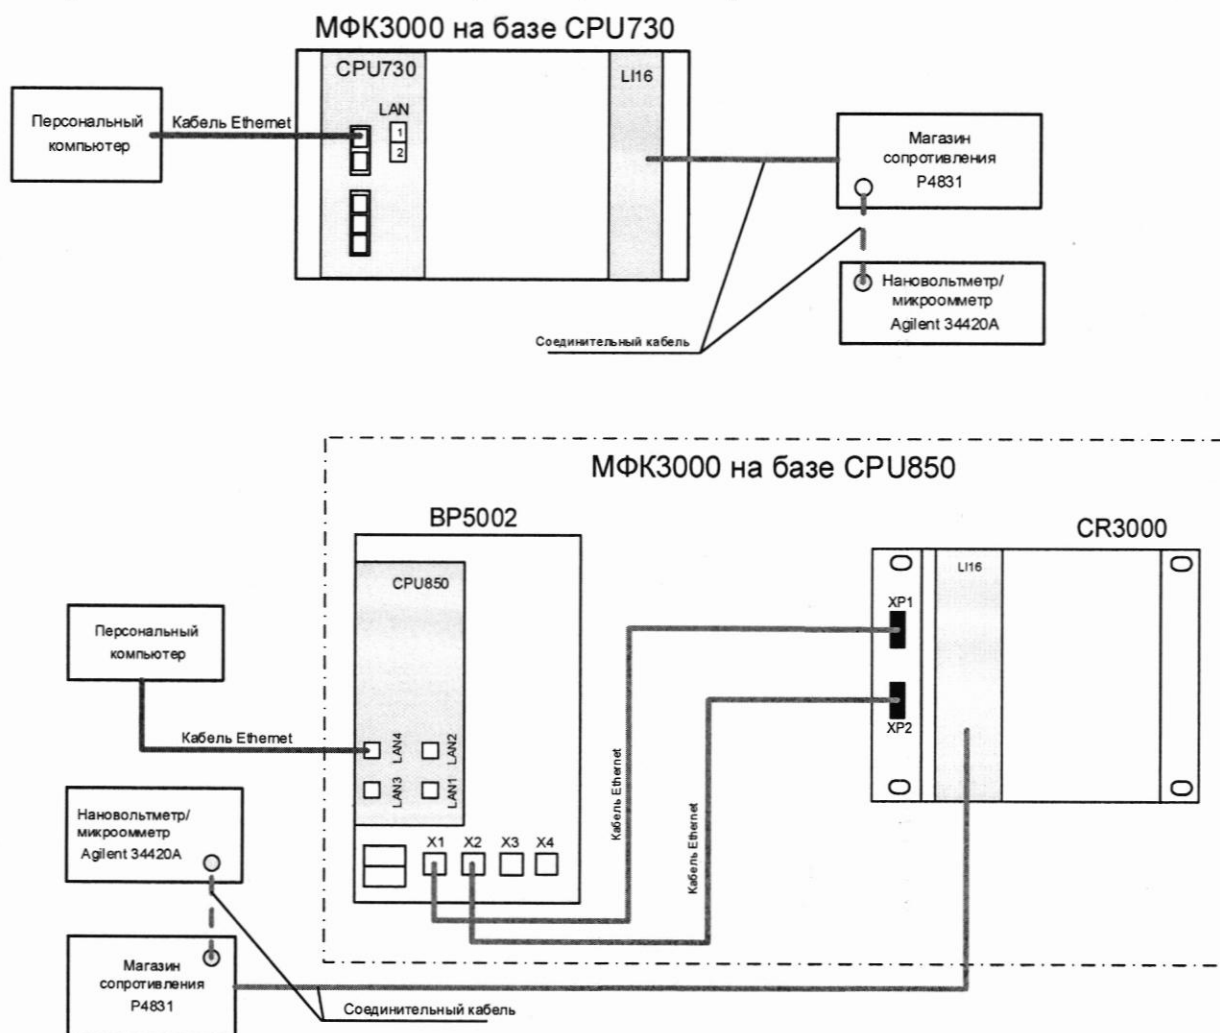 МФК3000 на базе CPU730
CPU730
LI16
LAN
1
2
Персональный
компьютер
Кабель Ethernet
Магазин
сопротивления
Р4831
Нановольтметр/
микроомметр
Agilent 34420A
Соединительный кабель
МФК3000 на базе CPU850
BP5002
CR3000
CPU850
LI16
XP1
XP2
Персональный
компьютер
Кабель Ethernet
LAN4
LAN2
LAN3
LAN1
X1
X2
X3
X4
Кабель Ethernet
Кабель Ethernet
Нановольтметр/
микроомметр
Agilent 34420A
Магазин
сопротивления
Р4831
Соединительный кабель